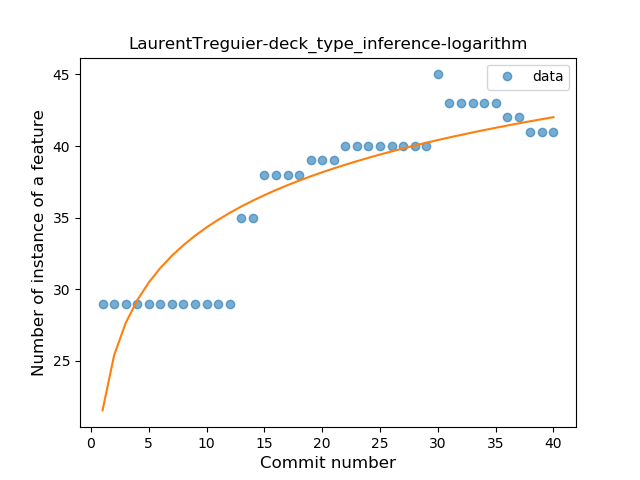 LaurentTreguier-deck_type_inference-logarithm
data
Number of instance of a feature
45
40
35
30
25
0 5 10 15 20 25 30 35 40
Commit number